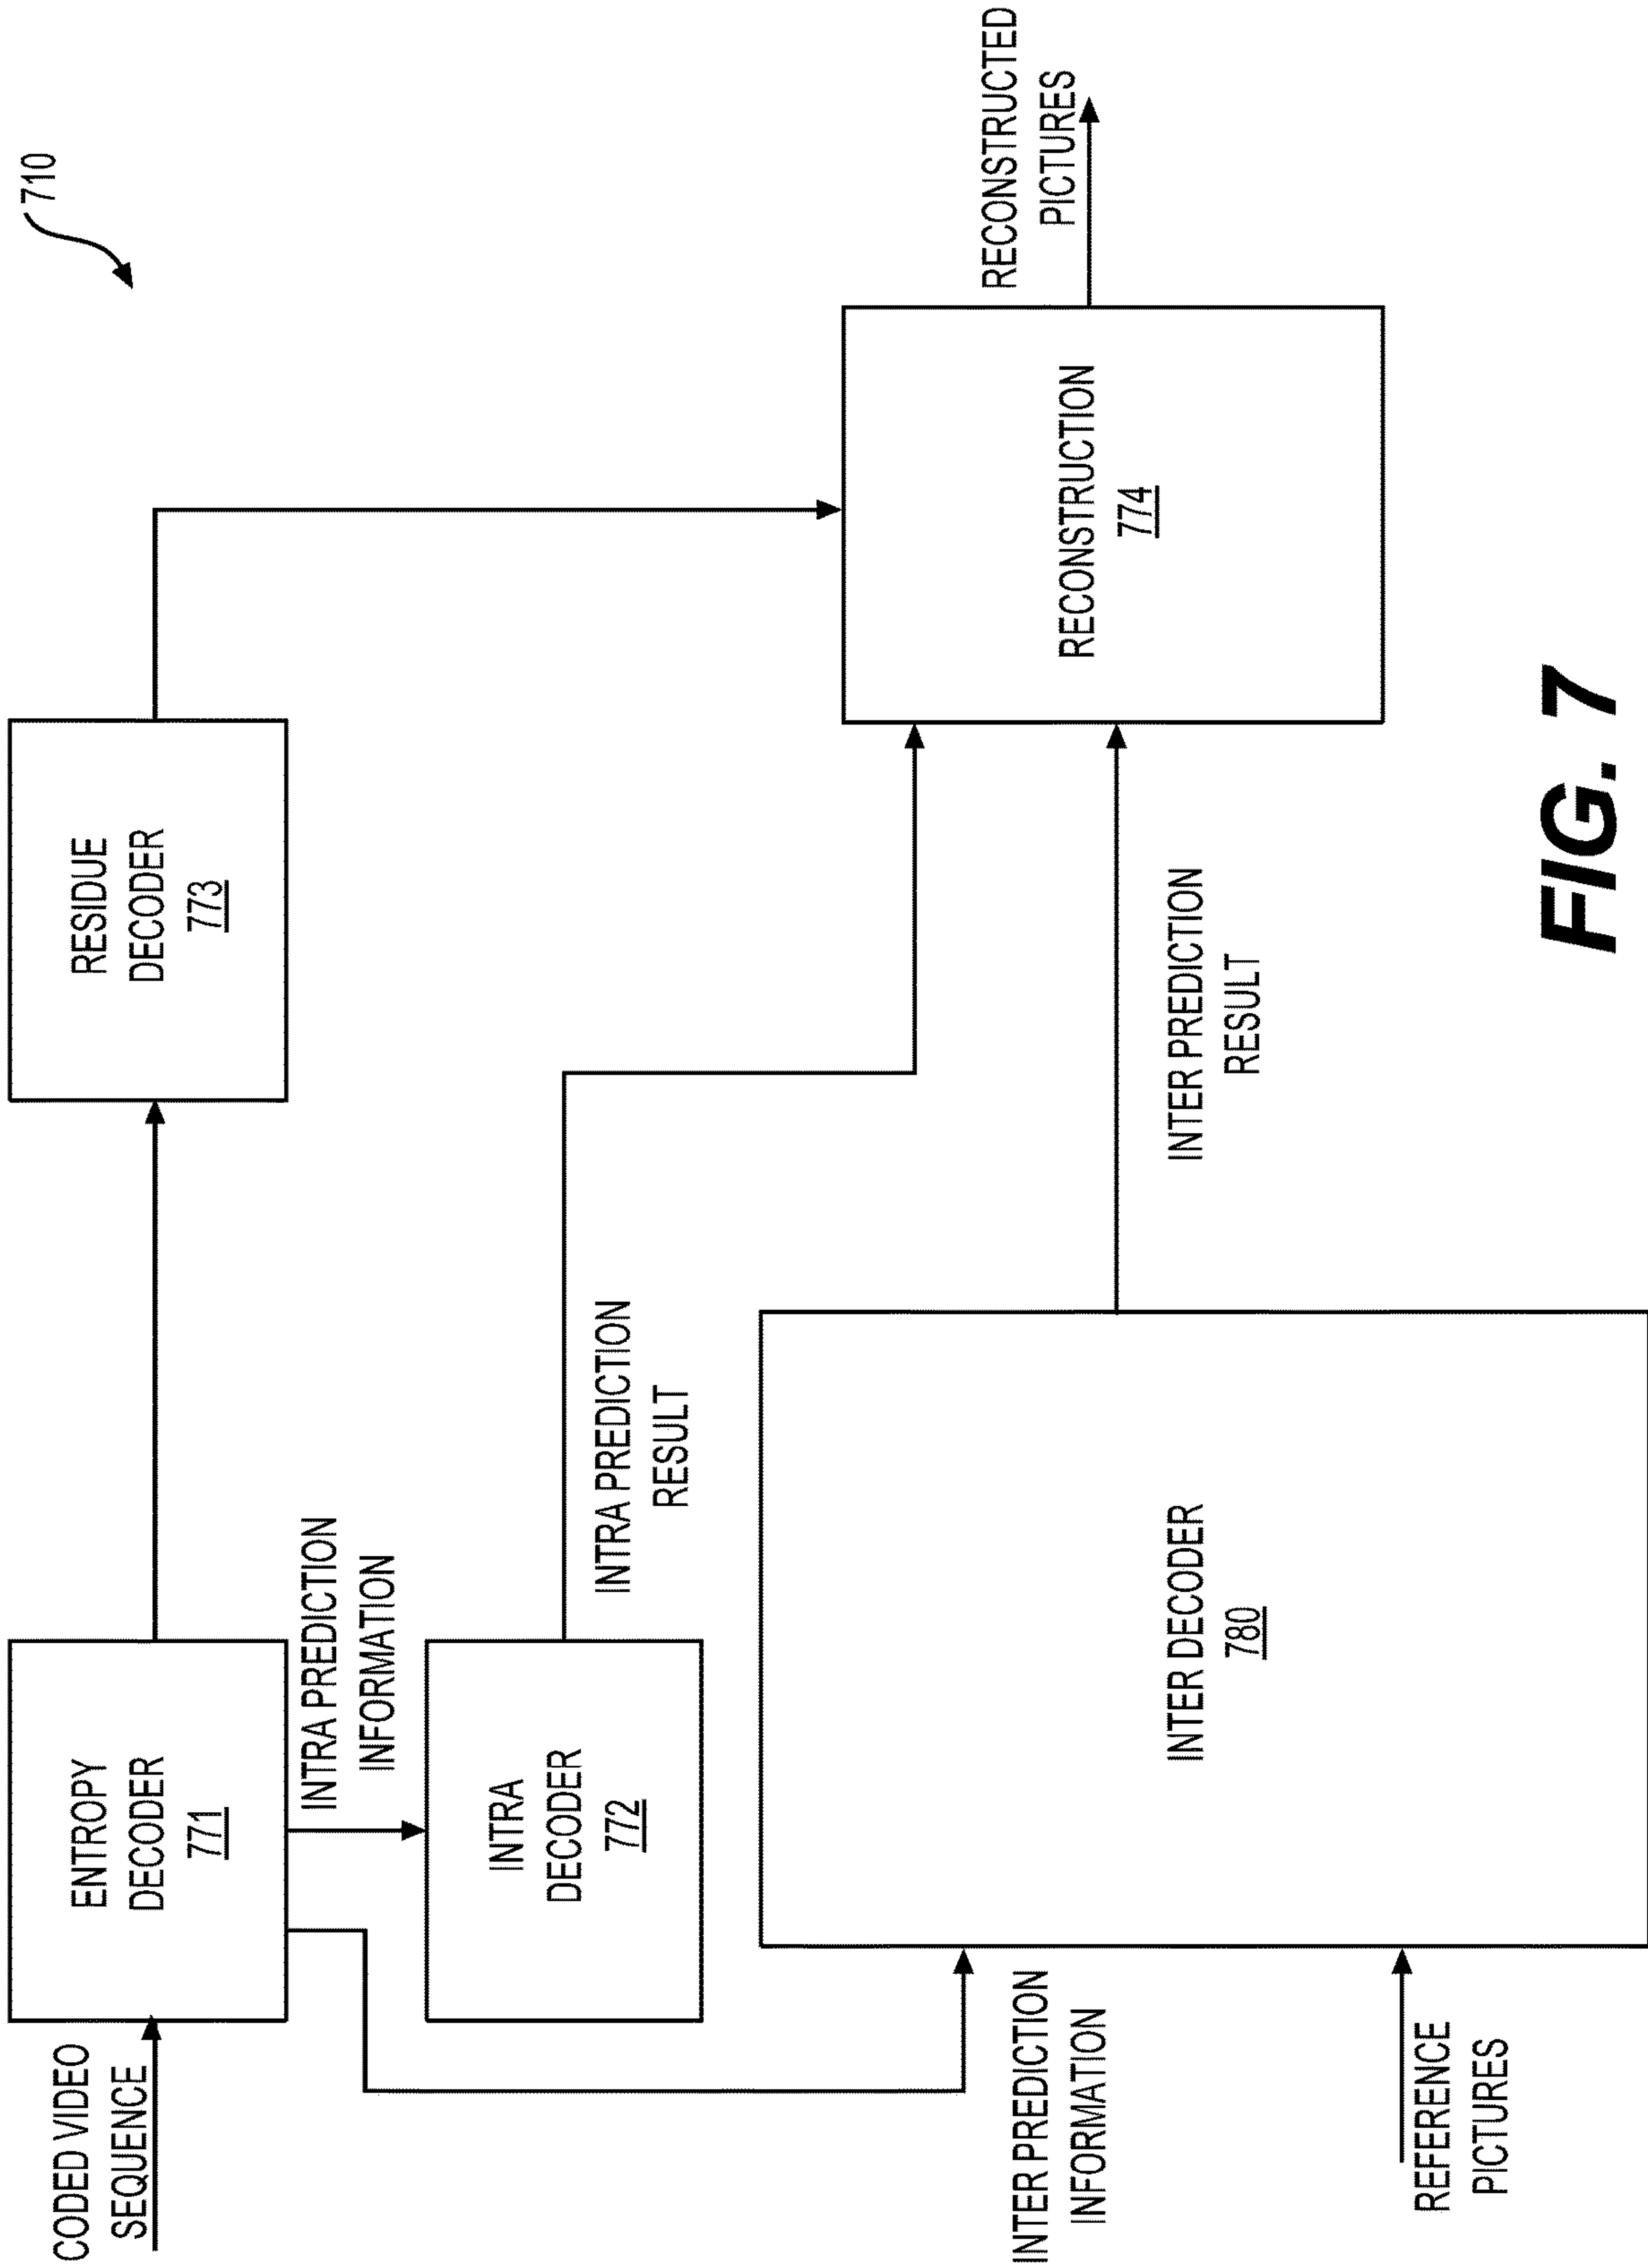 710
CODED VIDEO
SEQUENCE
ENTROPY
DECODER
771
RESIDUE
DECODER
773
INTRA PREDICTION
INFORMATION
INTRA
DECODER
772
INTRA PREDICTION
RESULT
RECONSTRUCTION
774
RECONSTRUCTED
PICTURES
INTER PREDICTION
INFORMATION
INTER DECODER
780
INTER PREDICTION
RESULT
REFERENCE
PICTURES
FIG. 7